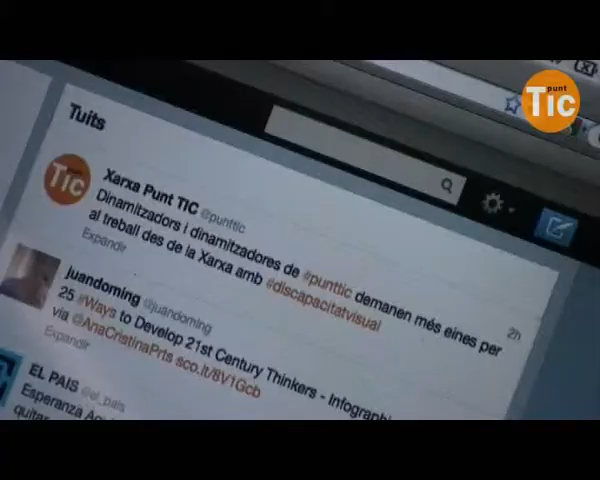 punt
TIC
Tuits
TIC
Xarxa Punt TIC @punttic
2h
Dinamitzadors i dinamitzadores de #punttic demanen més eines per
al treball des de la Xarxa amb #discapacitatvisual
Expandir
juandoming @juandoming
25 #Ways to Develop 21st Century Thinkers - Infographi
via @AnaCristinaPrts sco.lt/8V1Gcb
Expandir
EL PAIS @el_pais
Esperanza
quitar